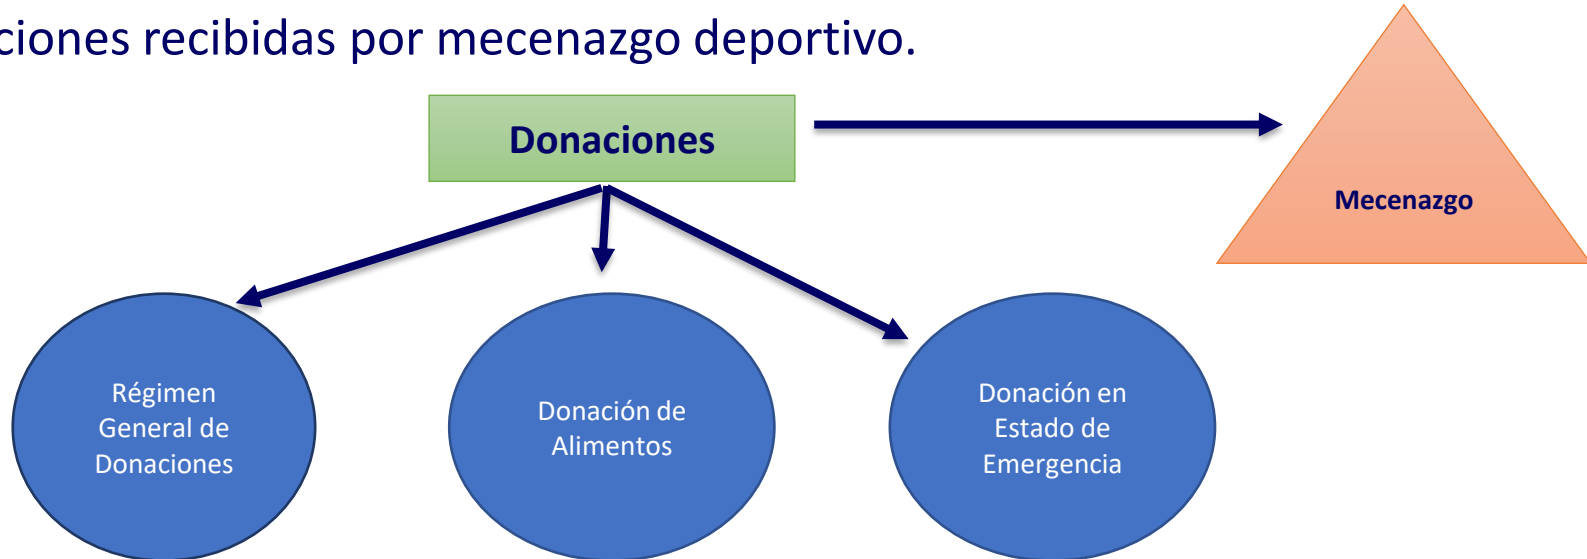 ciones recibidas por mecenazgo deportivo.
Donaciones
Mecenazgo
Régimen
General de
Donaciones
Donación de
Alimentos
Donación en
Estado de
Emergencia